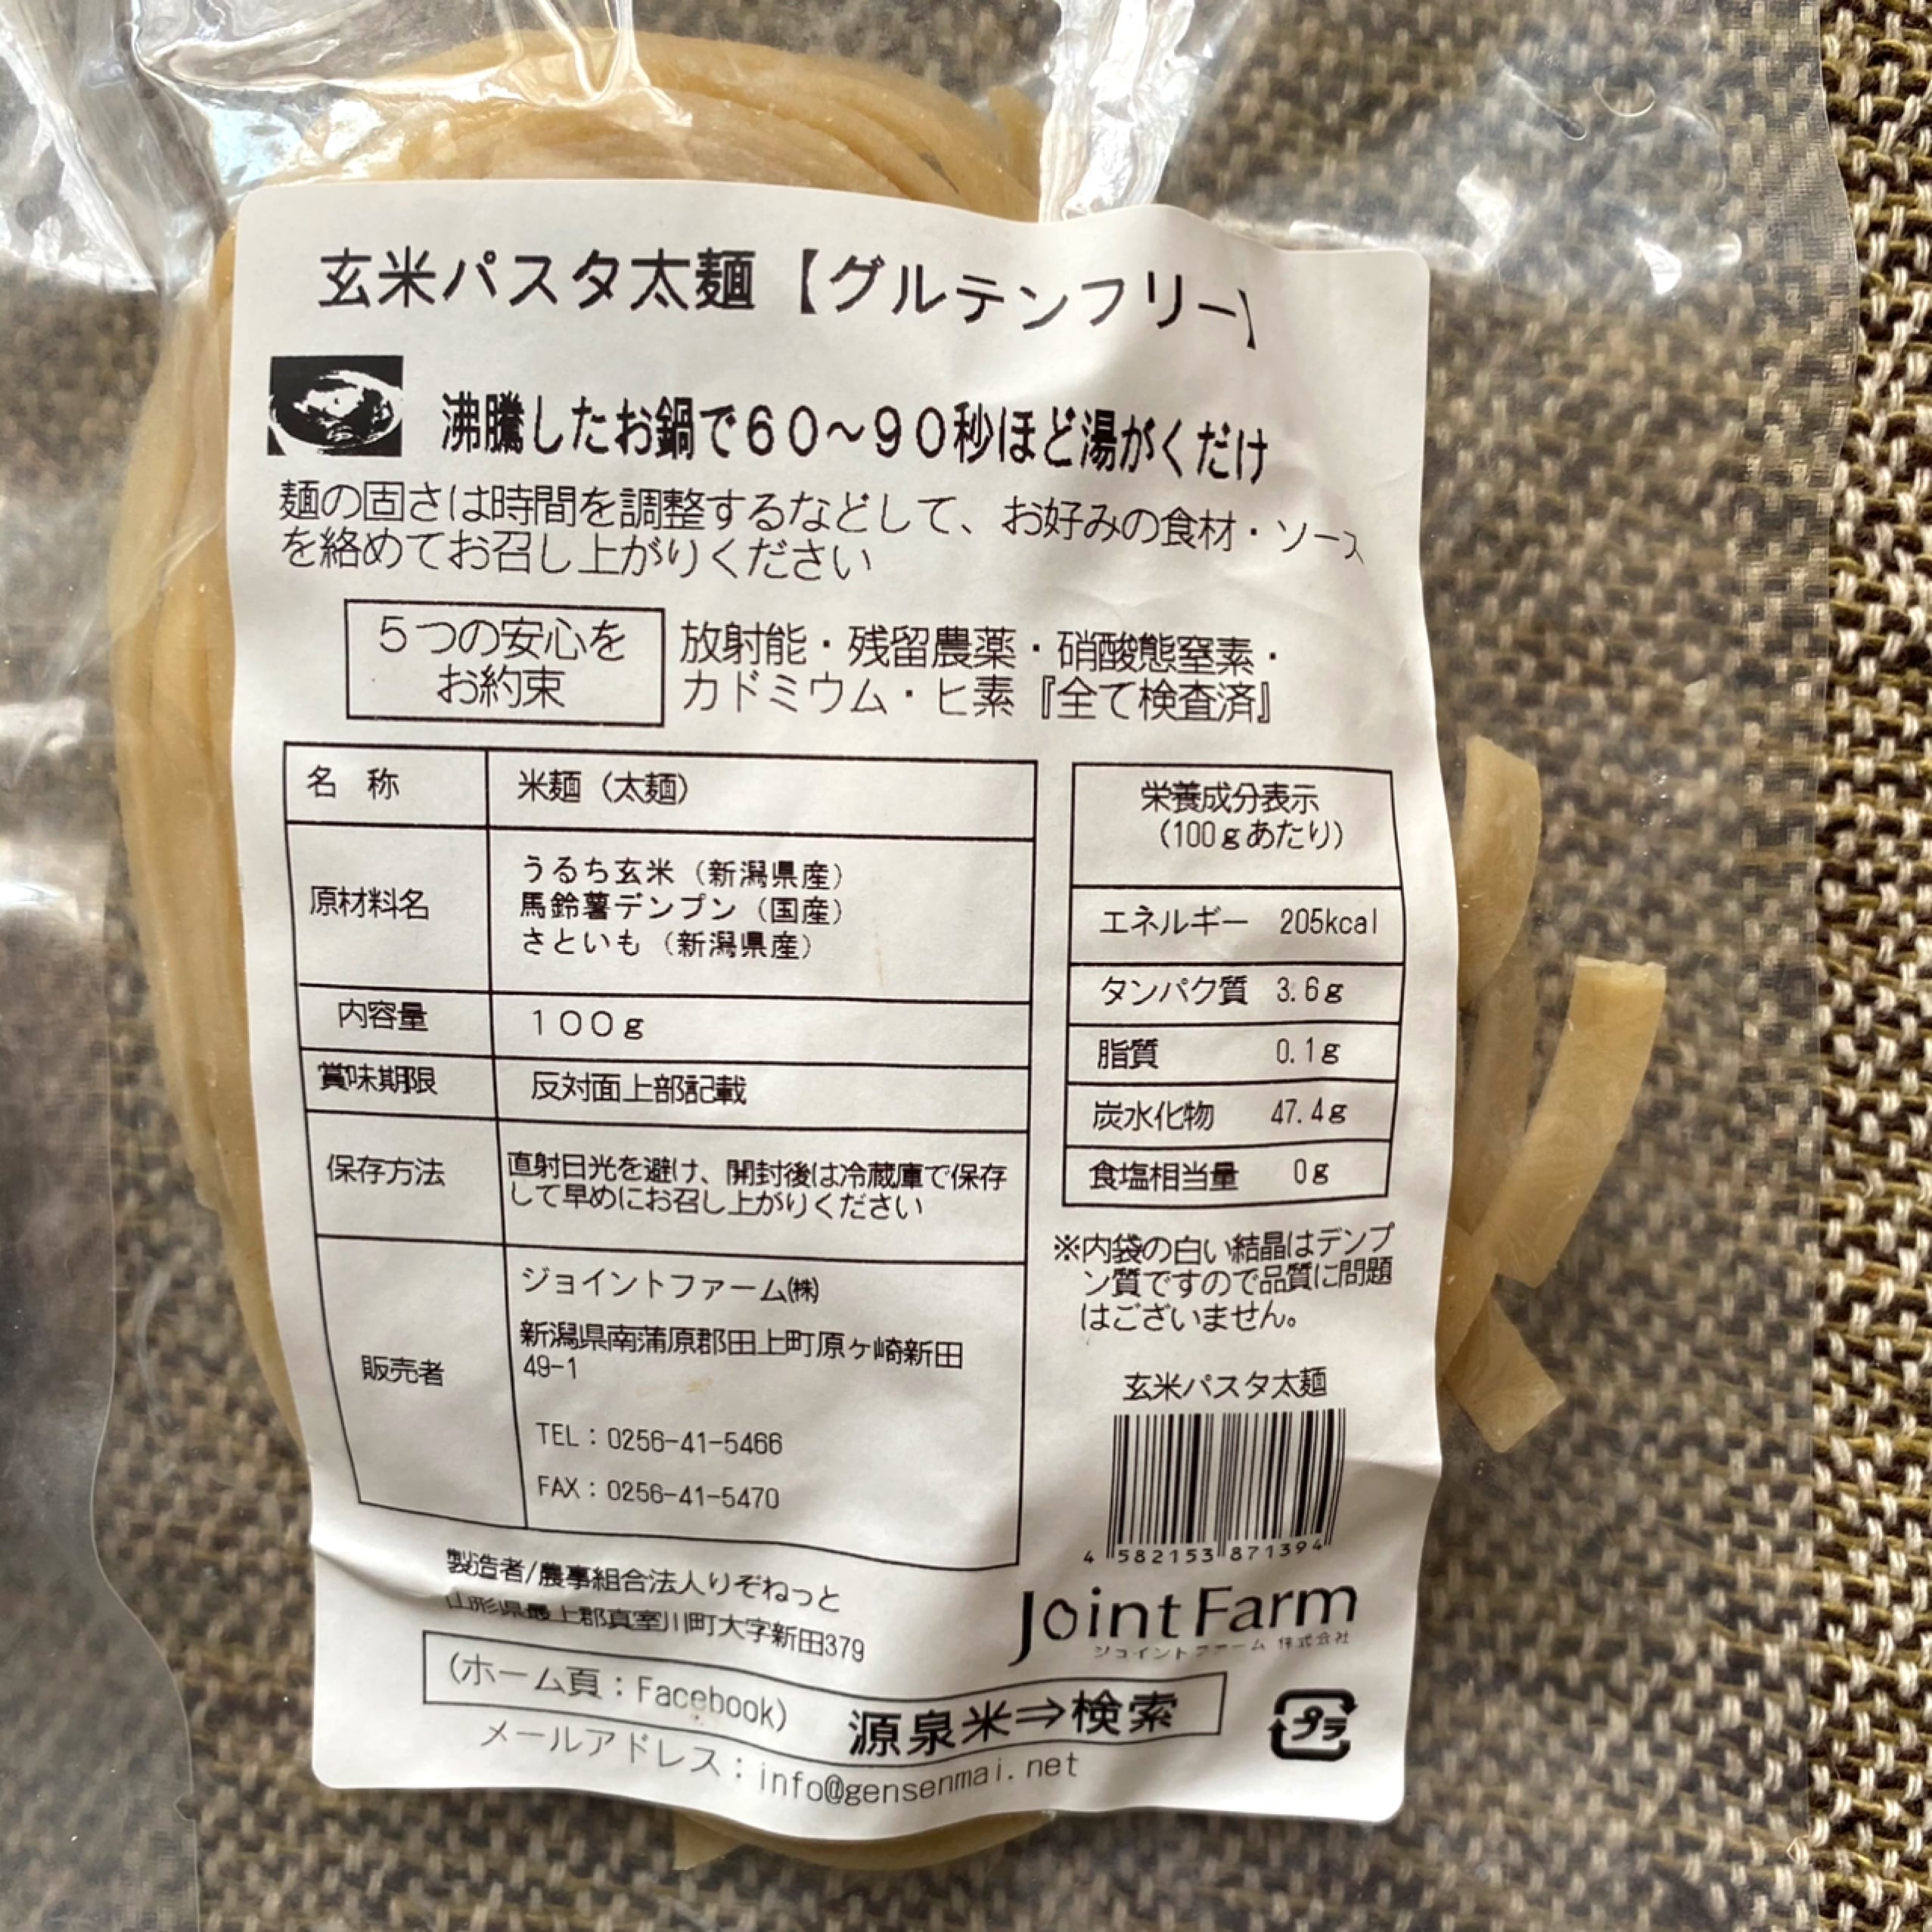 玄米パスタ太麺【グルテンフリー】
沸騰したお鍋で６０～９０秒ほど湯がくだけ
麺の固さは時間を調整するなどして、お好みの食材・ソース
を絡めてお召し上がりください
５つの安心を
お約束
放射能・残留農薬・硝酸態窒素・
カドミウム・ヒ素『全て検査済』
名 称 米麺（太麺）
原材料名
うるち玄米（新潟県産）
馬鈴薯デンプン（国産）
さといも（新潟県産）
内容量 １００ｇ
賞味期限 反対面上部記載
保存方法
直射日光を避け、開封後は冷蔵庫で保存
して早めにお召し上がりください
販売者
ジョイントファーム㈱
新潟県南蒲原郡田上町原ヶ崎新田
49-1
TEL：0256-41-5466
FAX：0256-41-5470
栄養成分表示
（100ｇあたり）
エネルギー 205kcal
タンパク質 3.6ｇ
脂質 0.1ｇ
炭水化物 47.4ｇ
食塩相当量 0ｇ
※内袋の白い結晶はデンプ
ン質ですので品質に問題
はございません。
玄米パスタ太麺
4 582153 871394
製造者/農事組合法人りぞねっと
山形県最上郡真室川町大字新田379
Joint Farm
ジョイントファーム 株式会社
(ホーム頁：Facebook) 源泉米⇒検索
メールアドレス：info@gensenmai.net
プラ